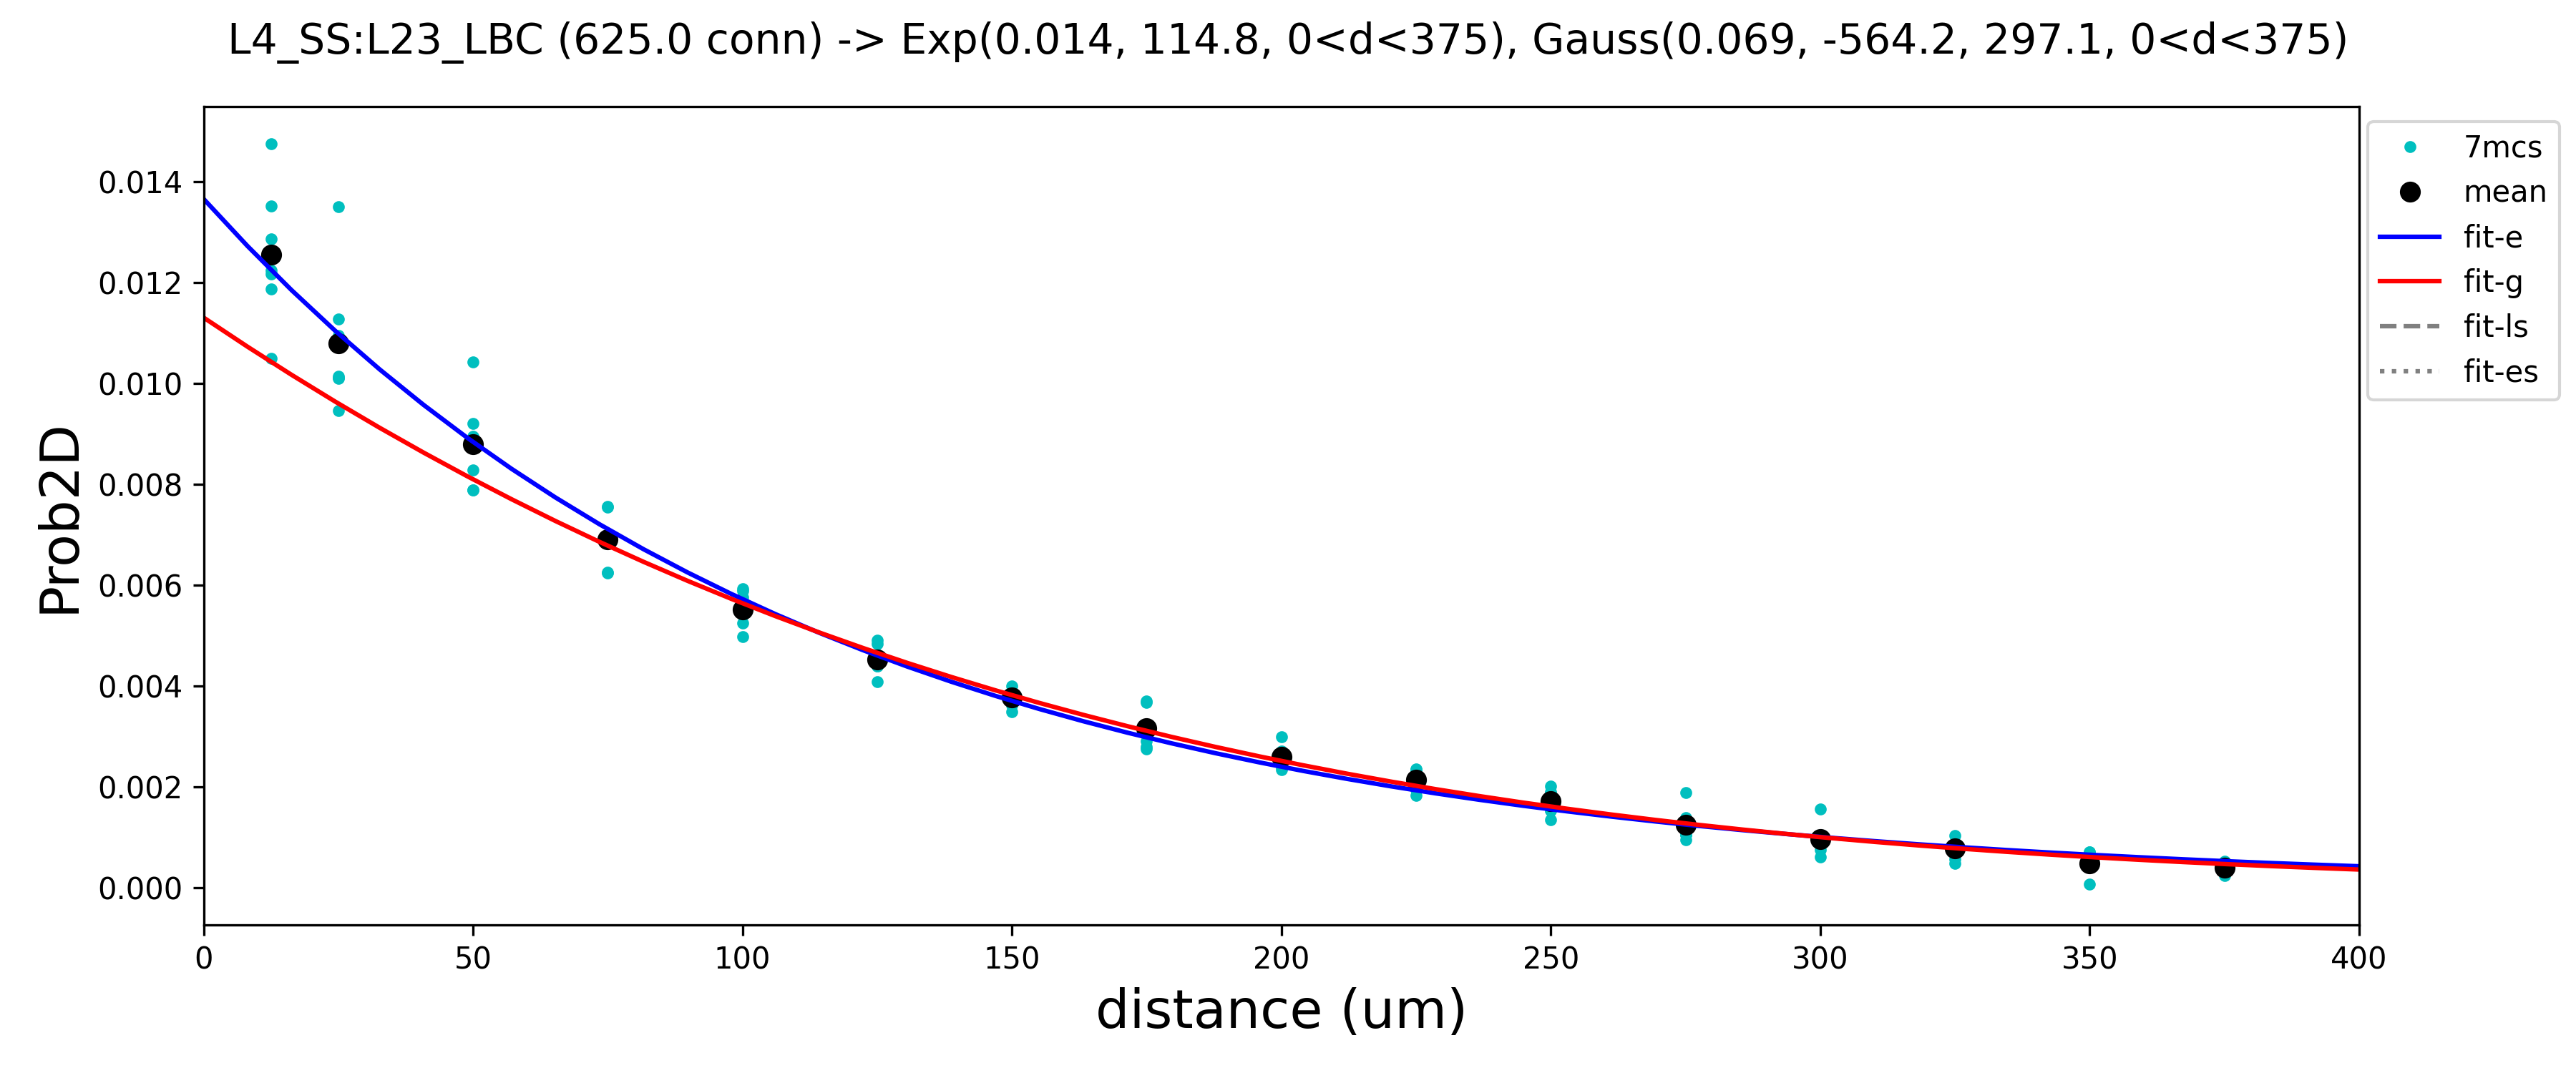 L4_SS:L23_LBC (625.0 conn) -> Exp(0.014, 114.8, 0<d<375), Gauss(0.069, -564.2, 297.1, 0<d<375)
7mcs
mean
fit-e
fit-g
fit-ls
fit-es
Prob2D
0.014
0.012
0.010
0.008
0.006
0.004
0.002
0.000
0 50 100 150 200 250 300 350 400
distance (um)